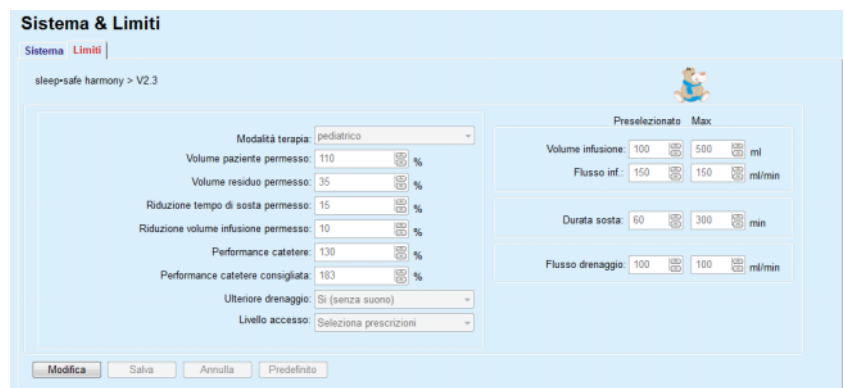 Sistema & Limiti
Sistema Limiti
sleep•safe harmony > V2.3
Modalità terapia: pediatrico
Volume paziente permesso: 110 %
Volume residuo permesso: 35 %
Riduzione tempo di sosta permesso: 15 %
Riduzione volume infusione permesso: 10 %
Performance catetere: 130 %
Performance catetere consigliata: 183 %
Ulteriore drenaggio: Si (senza suono)
Livello accesso: Seleziona prescrizioni
Preselezionato Max
Volume infusione: 100 500 ml
Flusso inf.: 150 150 ml/min
Durata sosta: 60 300 min
Flusso drenaggio: 100 100 ml/min
Modifica Salva Annulla Predefinito